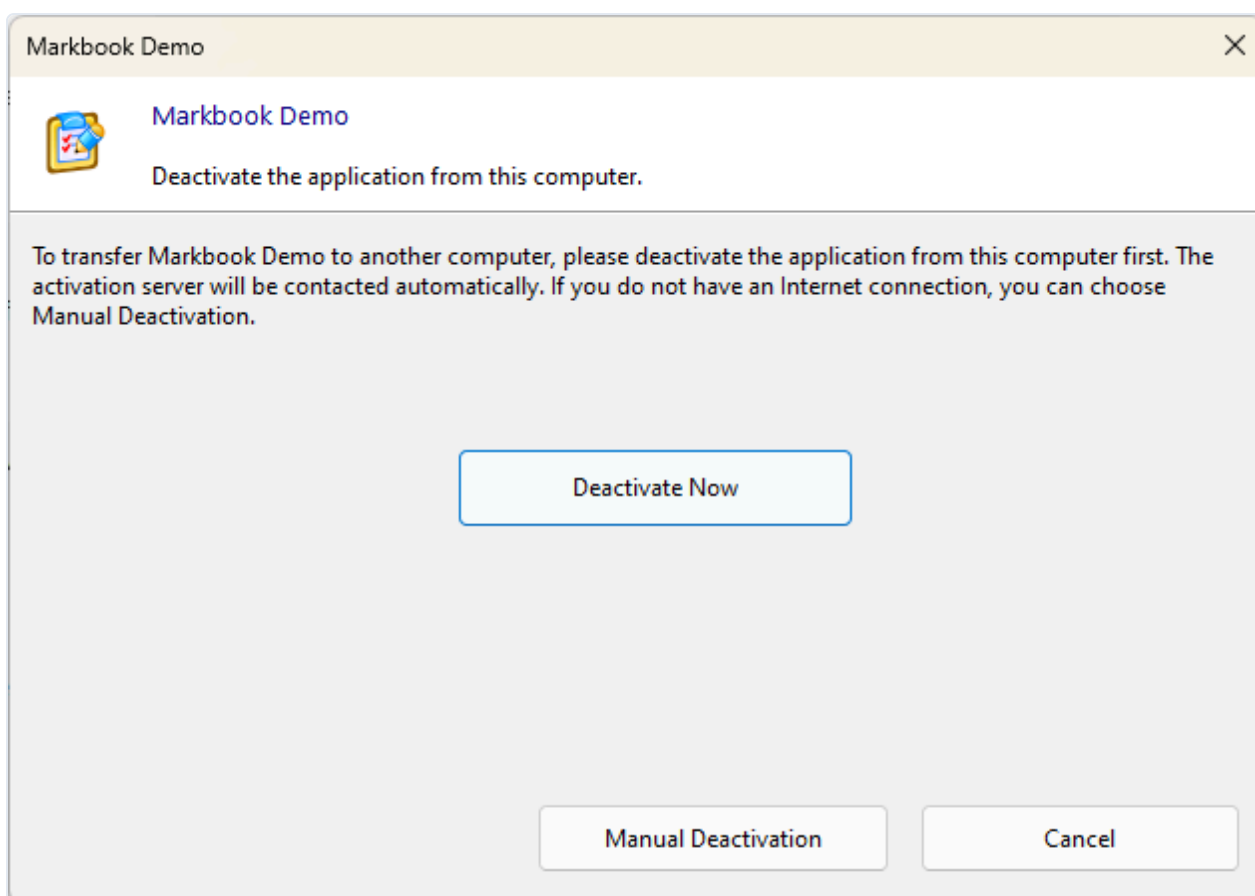 Markbook Demo
Markbook Demo
Deactivate the application from this computer.
To transfer Markbook Demo to another computer, please deactivate the application from this computer first. The
activation server will be contacted automatically. If you do not have an Internet connection, you can choose
Manual Deactivation.
Deactivate Now
Manual Deactivation
Cancel